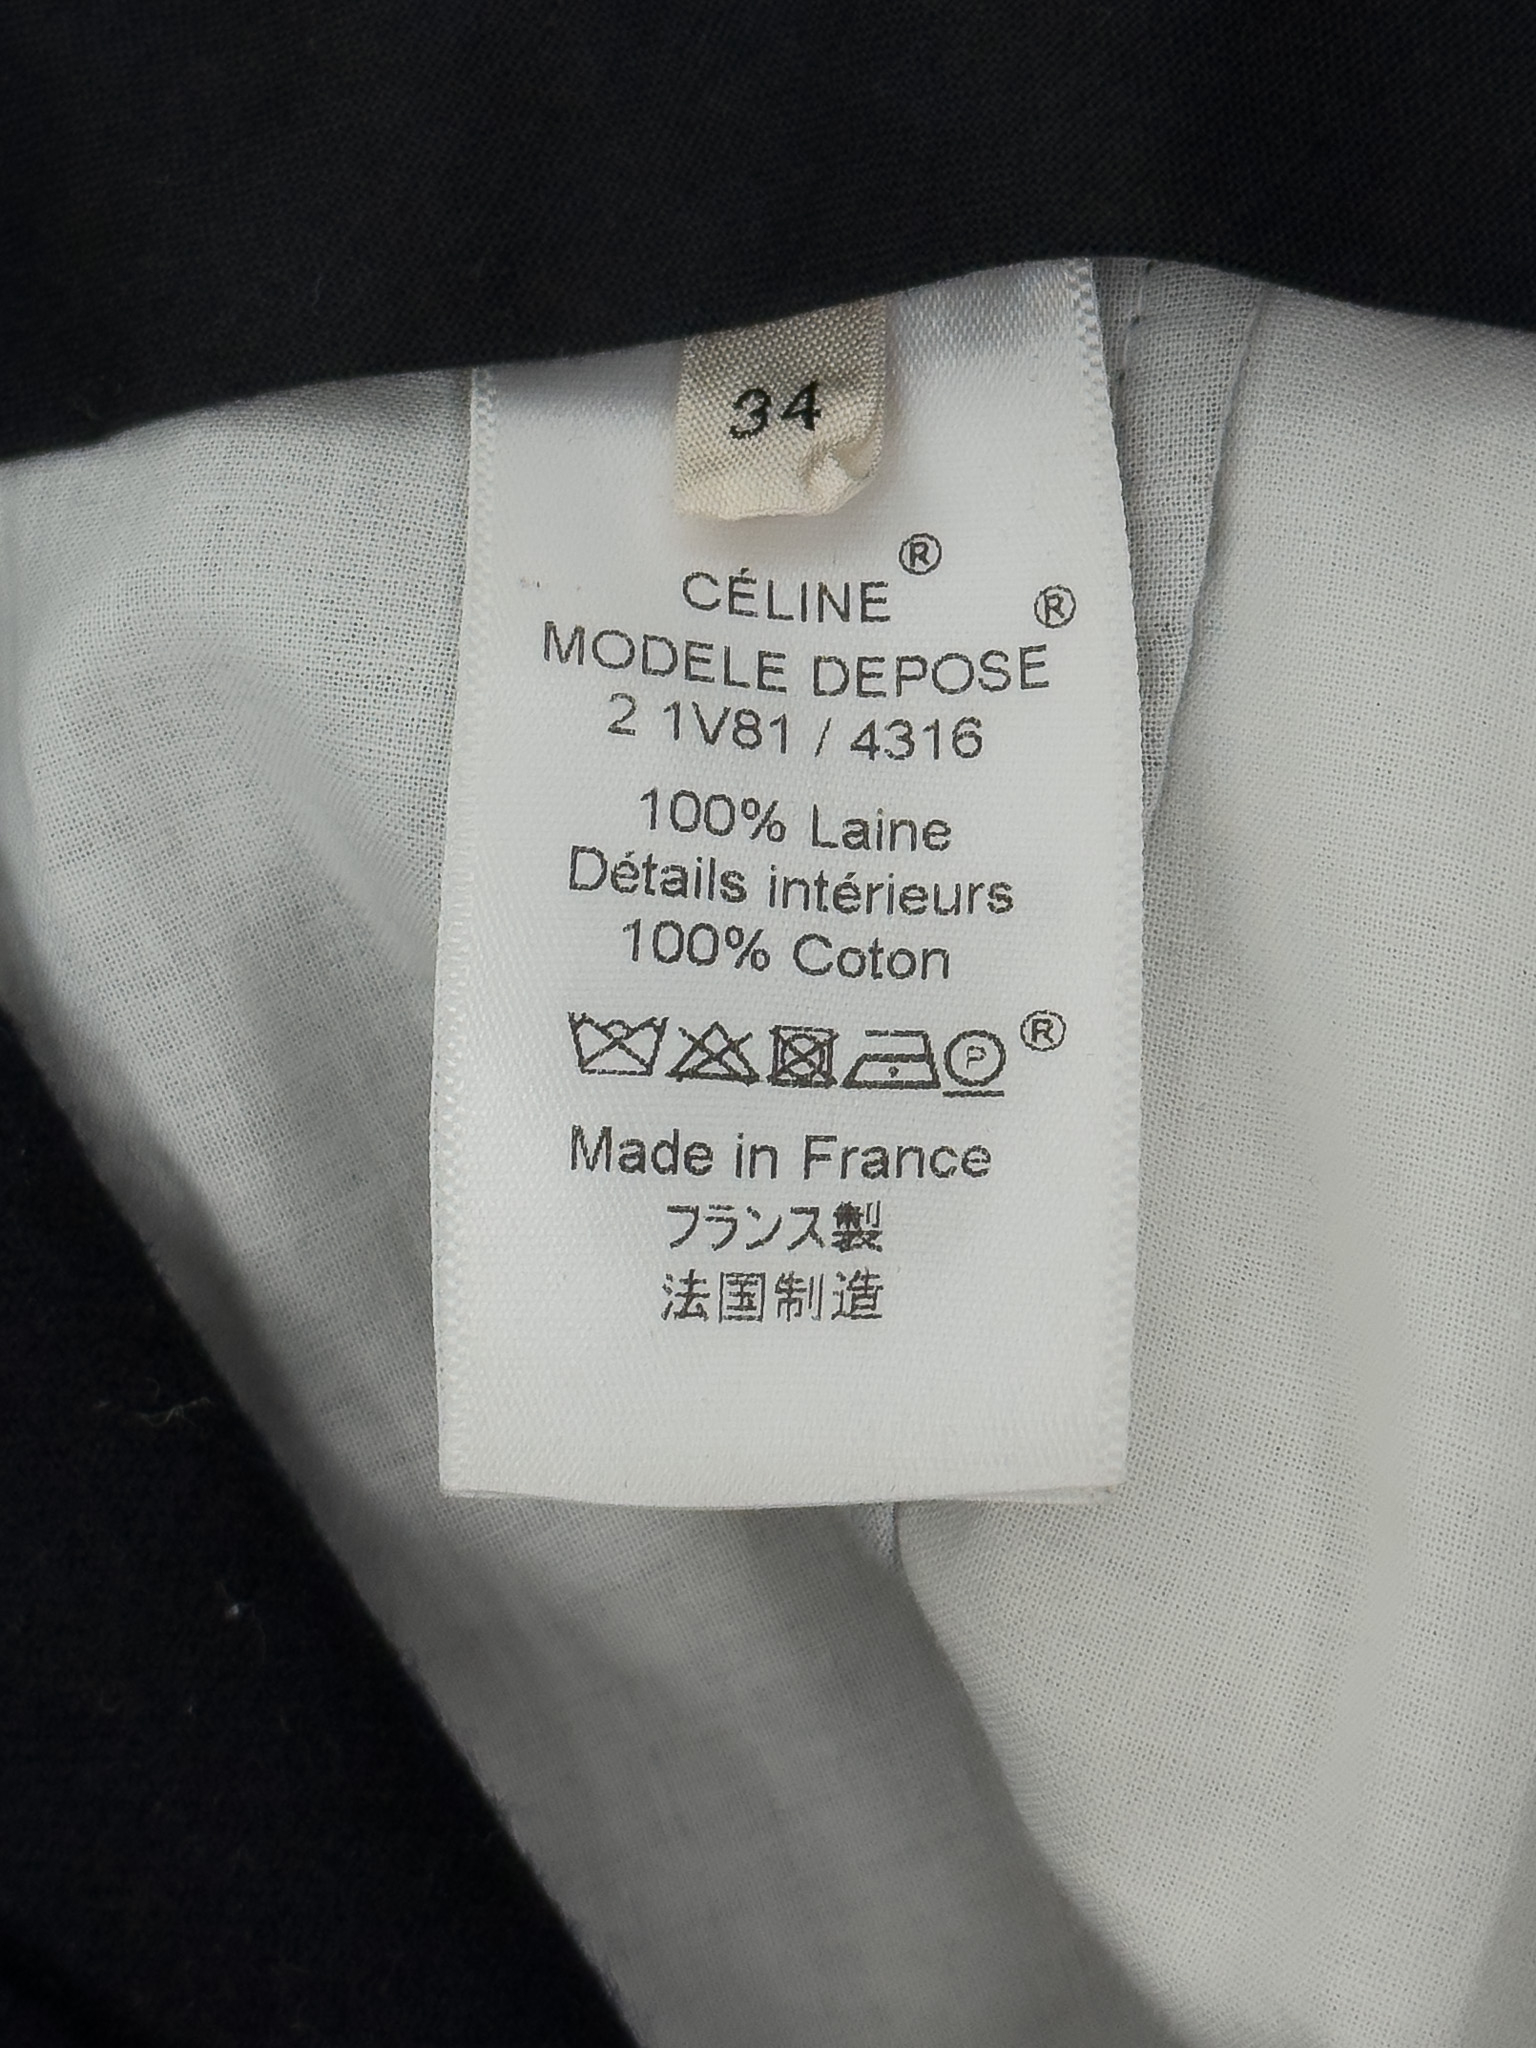 34
CÉLINE®
MODELE DEPOSE®
2 1V81 / 4316
100% Laine
Détails intérieurs
100% Coton
P ®
Made in France
フランス製
法国制造